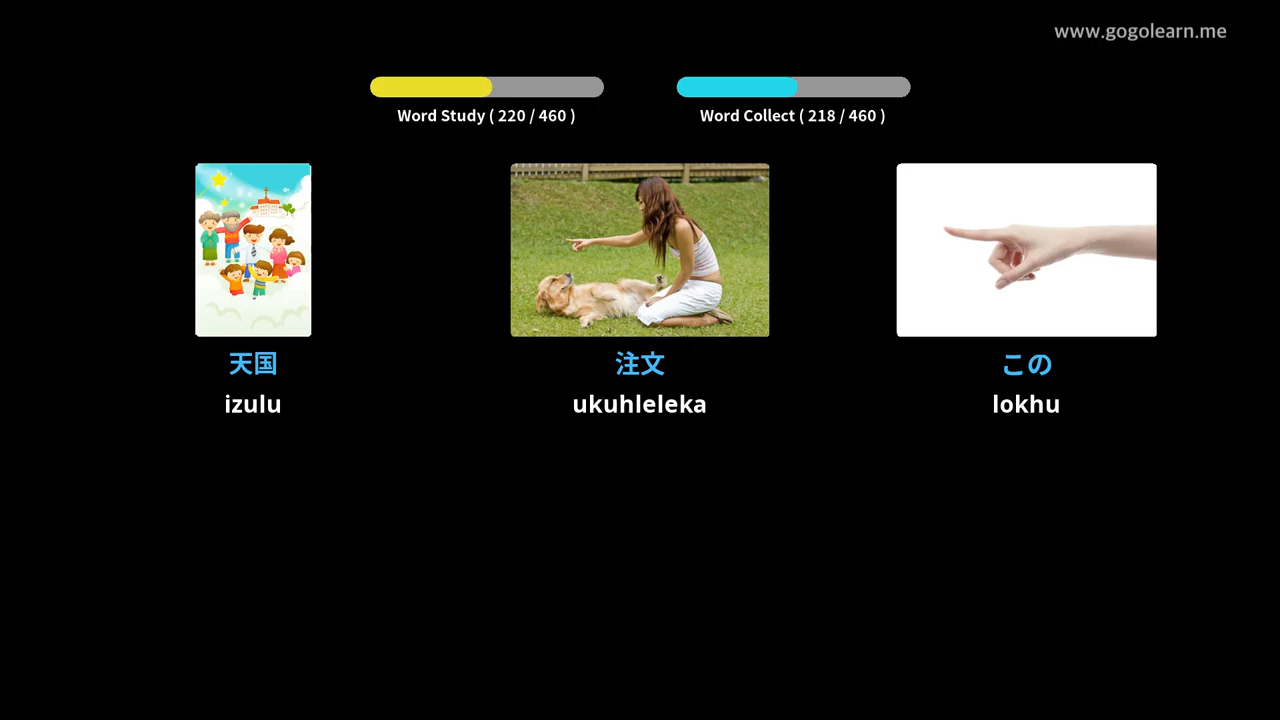 www.gogolearn.me
Word Study ( 220 / 460 )
Word Collect ( 218 / 460 )
天国
注文
この
izulu
ukuhleleka
lokhu